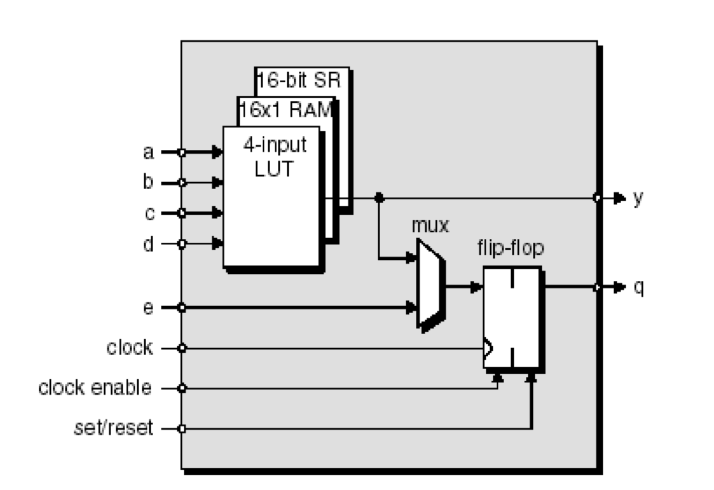 16-bit SR
16x1 RAM
4-input
LUT
a
b
c
d
y
mux
flip-flop
e
q
clock
clock enable
set/reset